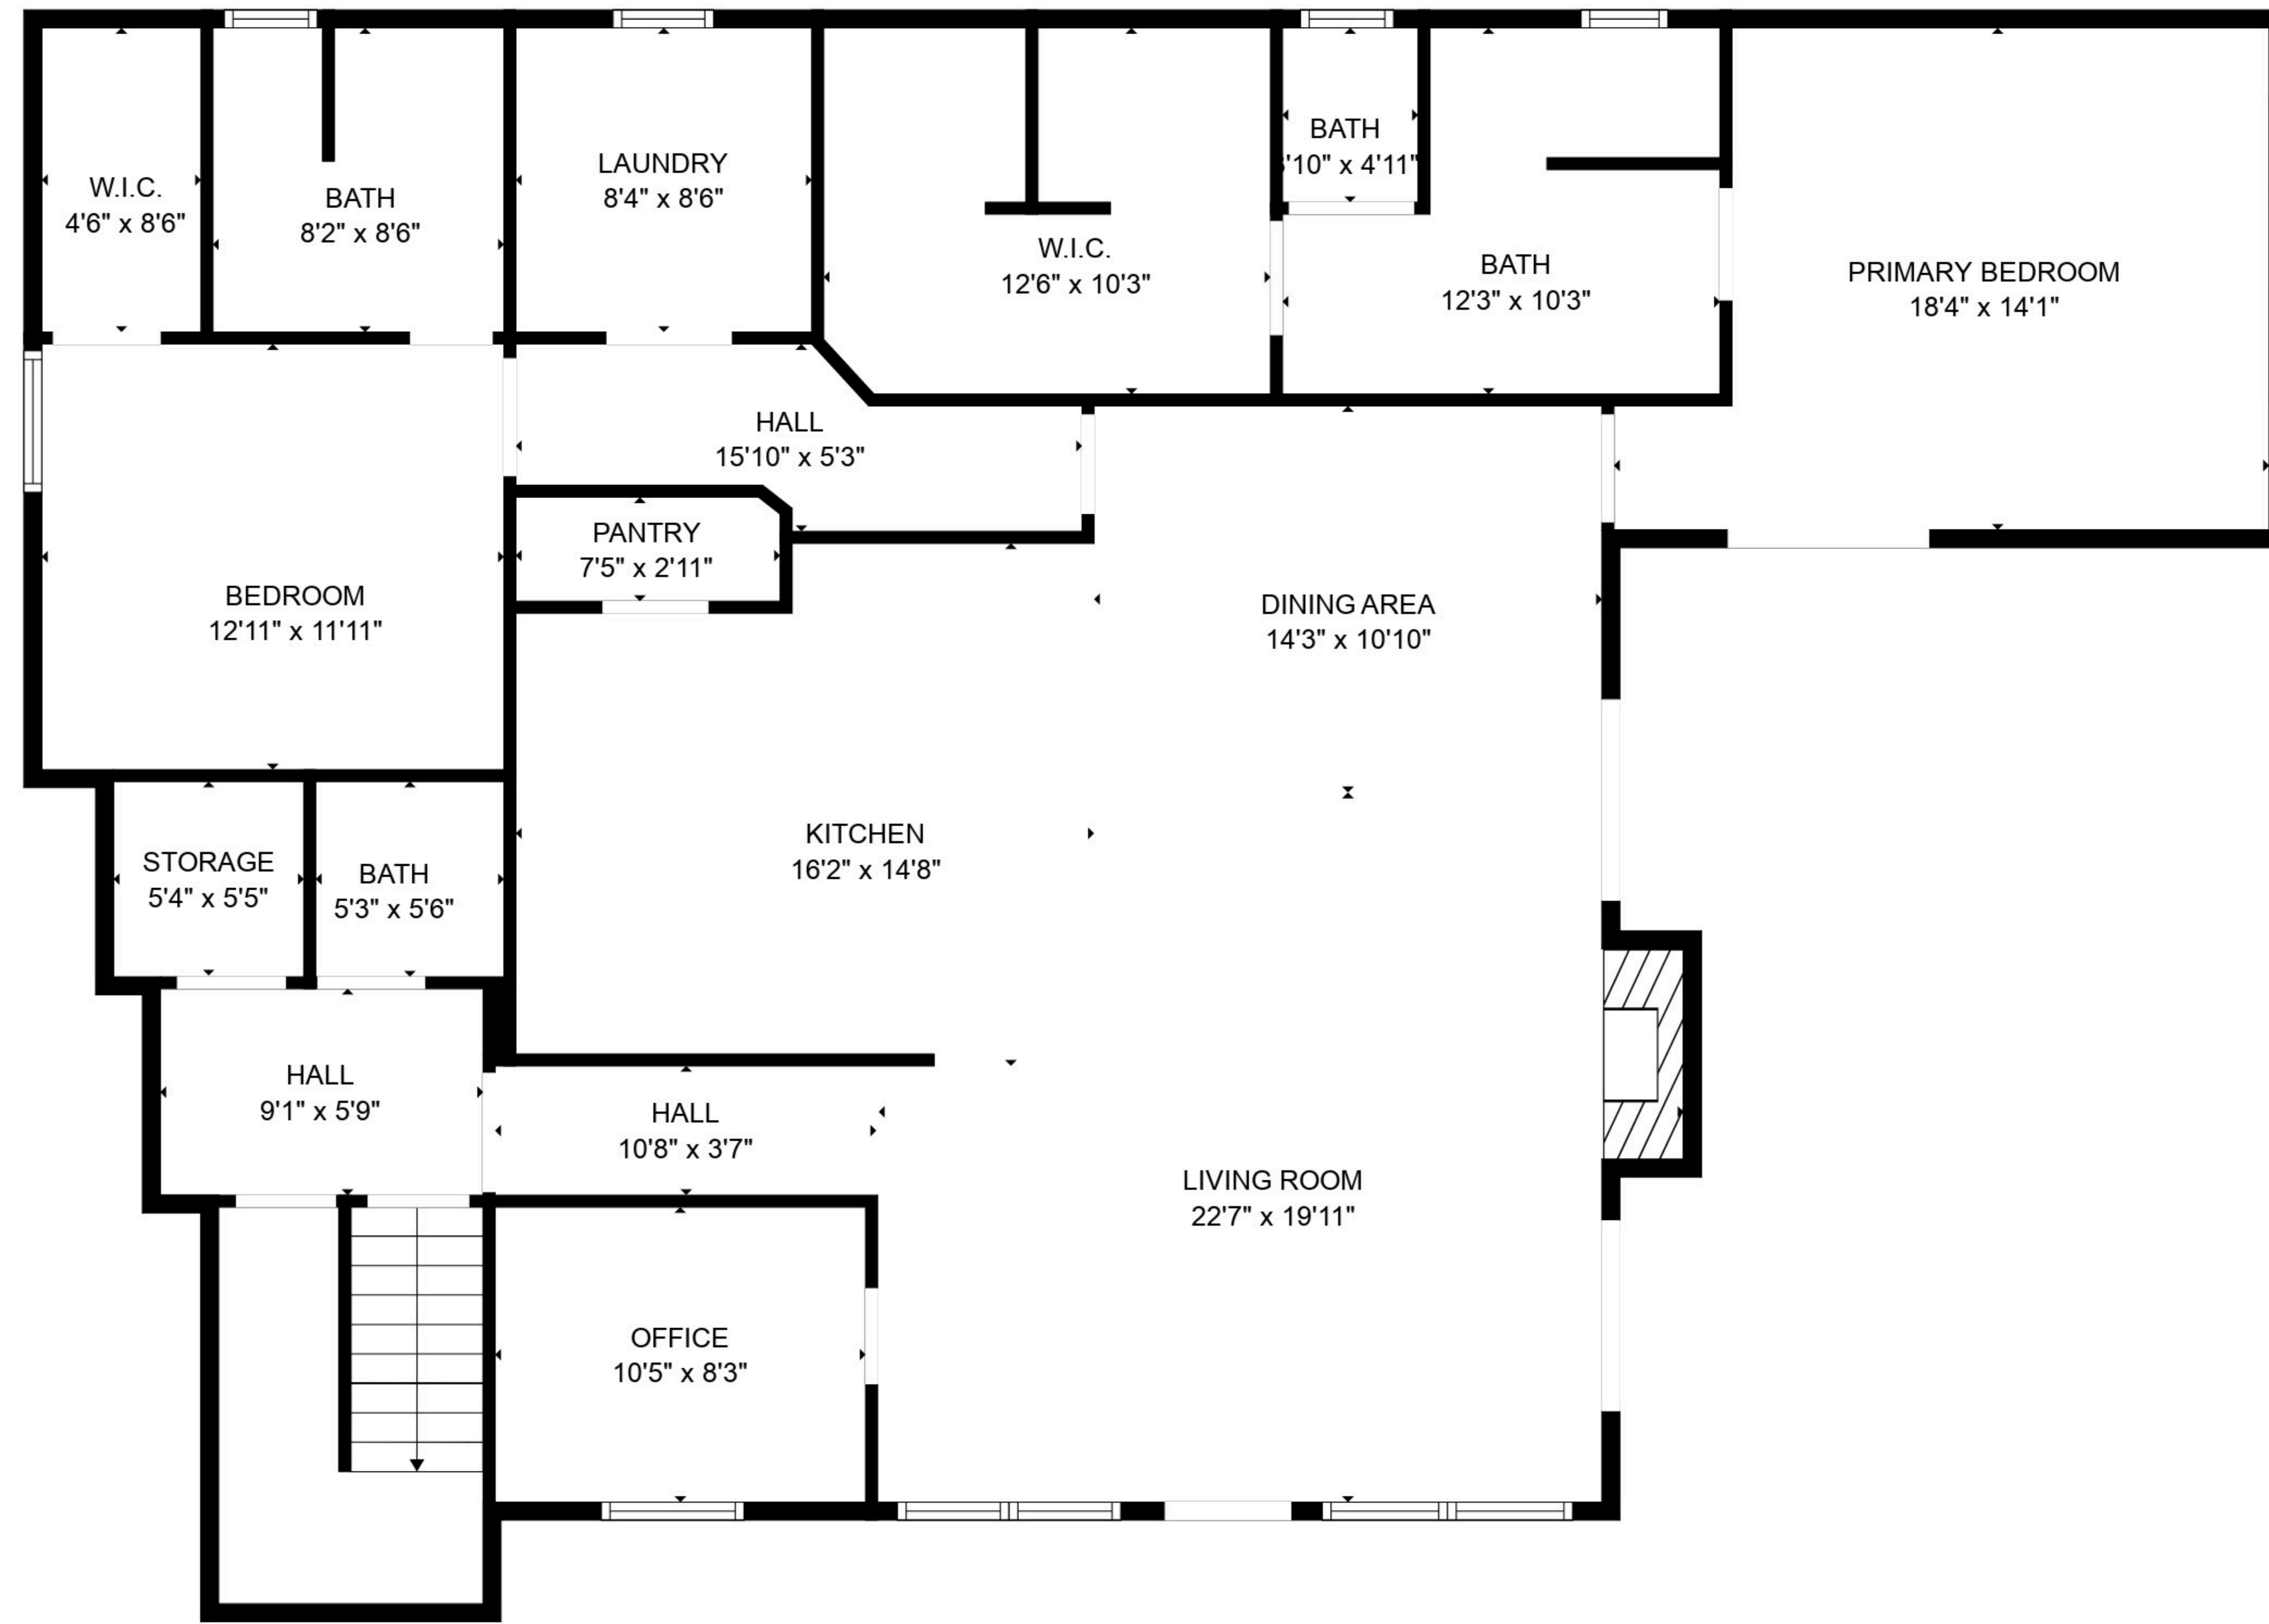 W.I.C.
4'6" x 8'6"
BATH
8'2" x 8'6"
LAUNDRY
8'4" x 8'6"
W.I.C.
12'6" x 10'3"
BATH
'10" x 4'11"
BATH
12'3" x 10'3"
PRIMARY BEDROOM
18'4" x 14'1"
HALL
15'10" x 5'3"
PANTRY
7'5" x 2'11"
BEDROOM
12'11" x 11'11"
DINING AREA
14'3" x 10'10"
KITCHEN
16'2" x 14'8"
STORAGE
5'4" x 5'5"
BATH
5'3" x 5'6"
HALL
9'1" x 5'9"
HALL
10'8" x 3'7"
LIVING ROOM
22'7" x 19'11"
OFFICE
10'5" x 8'3"